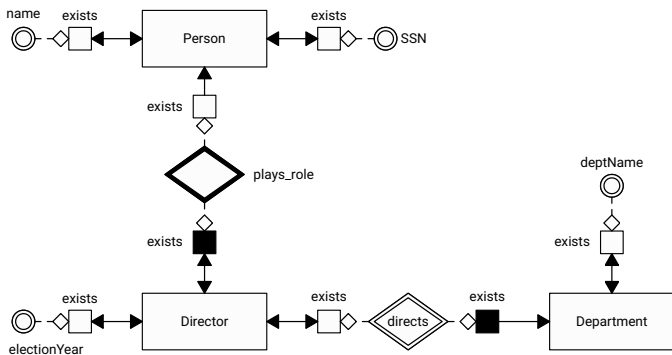 name
exists
Person
exists
SSN
exists
plays_role
deptName
exists
exists
exists
Director
exists
directs
exists
Department
electionYear